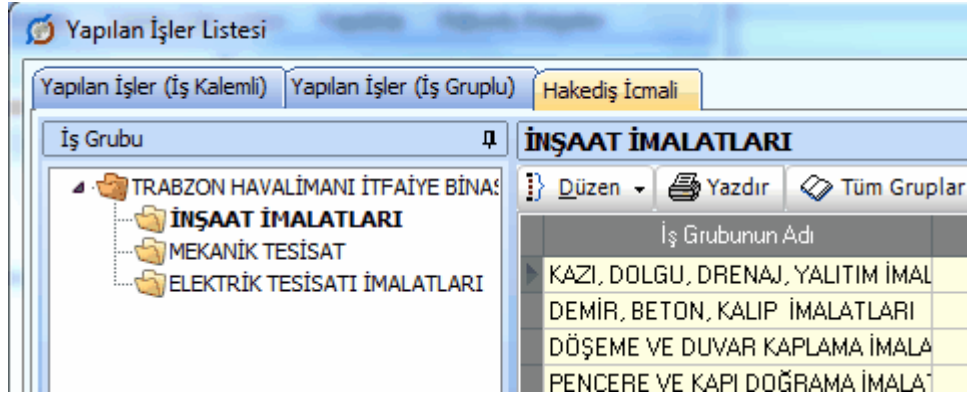 Yapılan İşler Listesi
Yapılan İşler (İş Kalemli) Yapılan İşler (İş Gruplu) Hakediş İcmali
İş Grubu
TRABZON HAVALİMANI İTFAİYE BİNAS
İNŞAAT İMALATLARI
MEKANİK TESİSAT
ELEKTRİK TESİSATI İMALATLARI
İNŞAAT İMALATLARI
Düzen Yazdır Tüm Gruplar
İş Grubunun Adı
KAZI, DOLGU, DRENAJ, YALITIM İMAL
DEMİR, BETON, KALIP İMALATLARI
DÖŞEME VE DUVAR KAPLAMA İMALA
PENCERE VE KAPI DOĞRAMA İMALAT